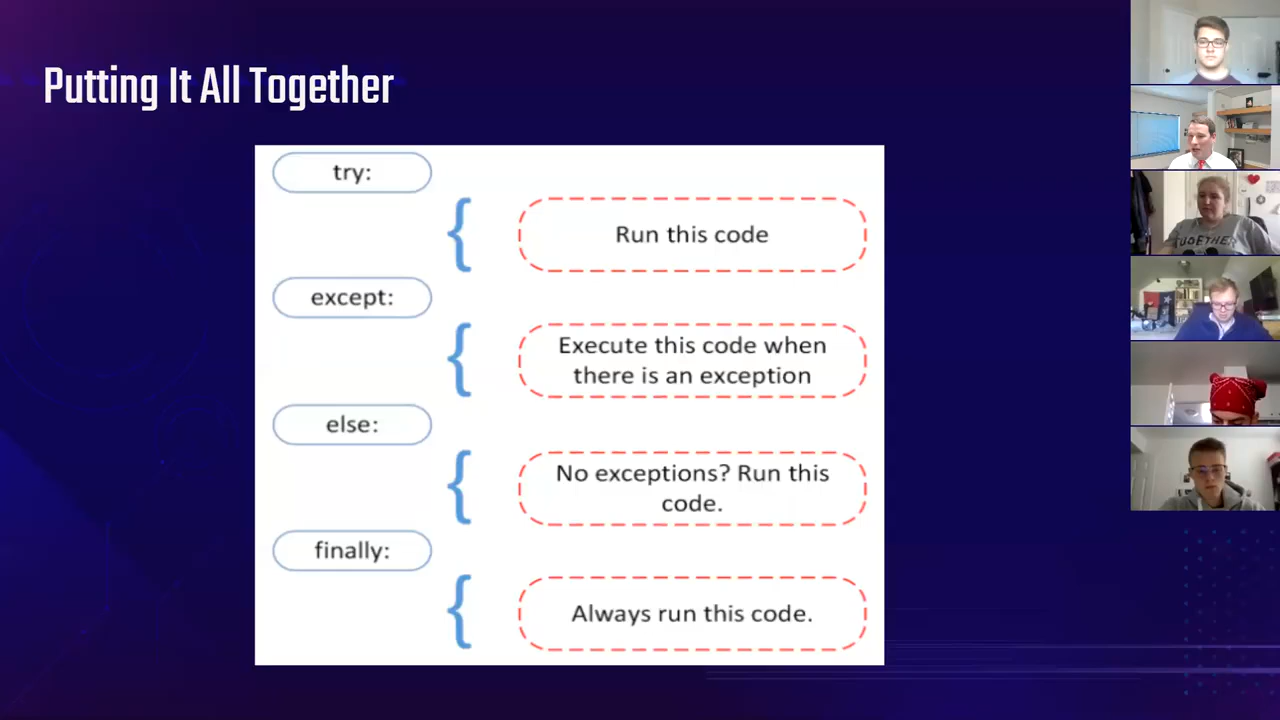 Putting It All Together
try:
Run this code
except:
Execute this code when
there is an exception
else:
No exceptions? Run this
code.
finally:
Always run this code.
TOGETHER